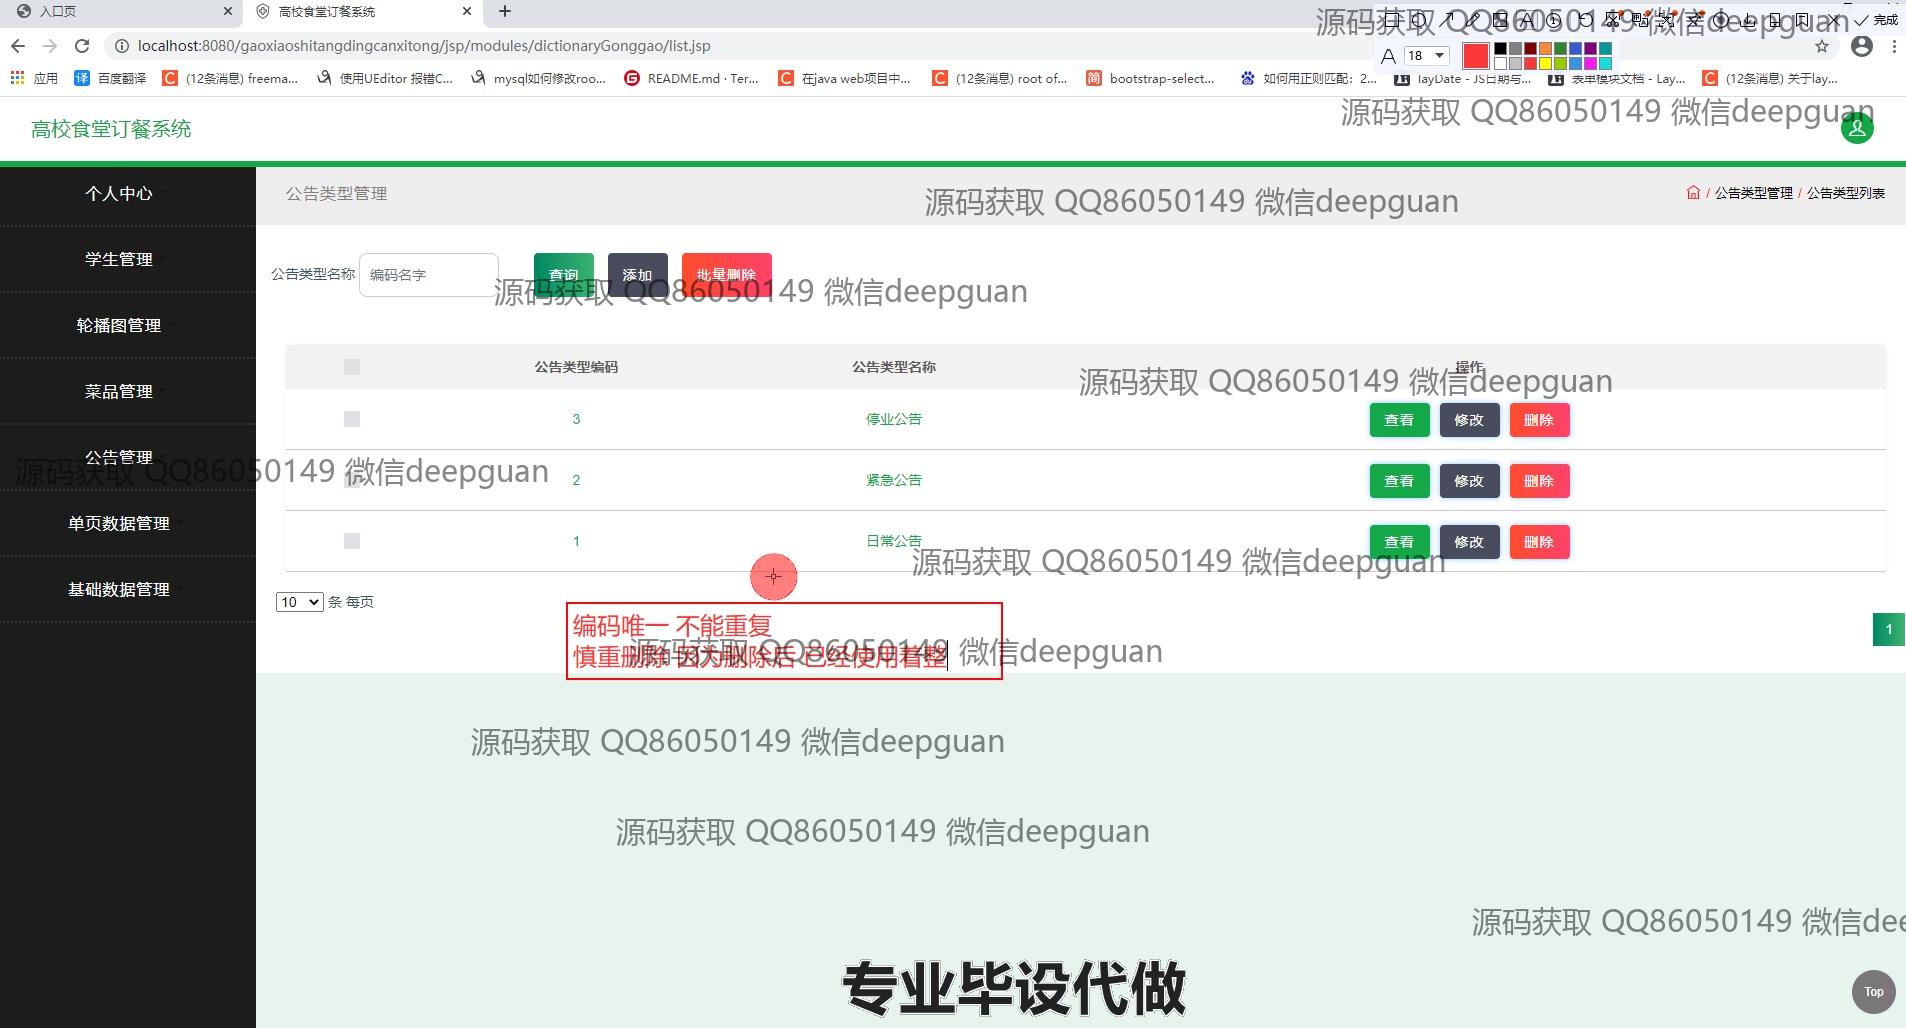 入口页
高校食堂订餐系统
localhost:8080/gaoxiaoshitangdingcanxitong/jsp/modules/dictionaryGonggao/list.jsp
完成
18
应用
百度翻译
(12条消息) freema...
使用UEditor 报错C...
mysql如何修改roo...
README.md · Ter...
在java web项目中...
(12条消息) root of...
bootstrap-select...
如何用正则匹配：2...
layDate - JS日期与...
表单模块文档 - Lay...
(12条消息) 关于lay...
源码获取 QQ86050149 微信deepguan
高校食堂订餐系统
源码获取 QQ86050149 微信deepguan
个人中心
学生管理
轮播图管理
菜品管理
公告管理
单页数据管理
基础数据管理
公告类型管理
源码获取 QQ86050149 微信deepguan
/ 公告类型管理 / 公告类型列表
公告类型名称 编码名字 查询 添加 批量删除
源码获取 QQ86050149 微信deepguan
公告类型编码 公告类型名称 操作
源码获取 QQ86050149 微信deepguan
3 停业公告 查看 修改 删除
源码获取 QQ86050149 微信deepguan
2 紧急公告 查看 修改 删除
1 日常公告 查看 修改 删除
源码获取 QQ86050149 微信deepguan
10 条 每页
1
编码唯一 不能重复
慎重删除 因为删除后 已经使用着整
源码获取 QQ86050149 微信deepguan
源码获取 QQ86050149 微信deepguan
源码获取 QQ86050149 微信deepguan
源码获取 QQ86050149 微信dee
专业毕设代做
Top